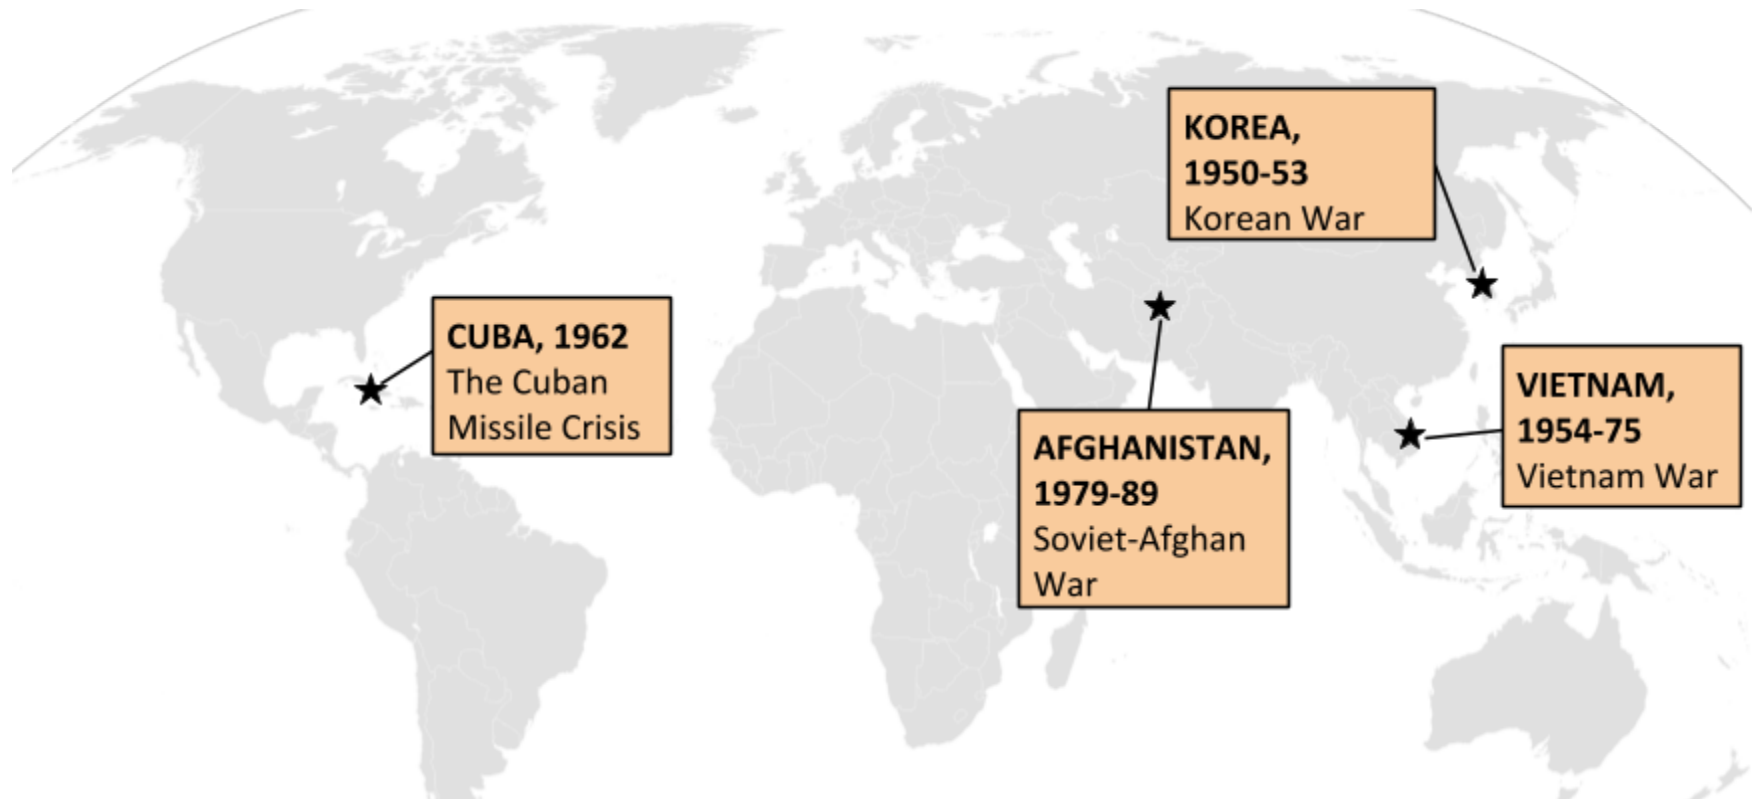 KOREA,
1950-53
Korean War
CUBA, 1962
The Cuban
Missile Crisis
VIETNAM,
1954-75
Vietnam War
AFGHANISTAN,
1979-89
Soviet-Afghan
War